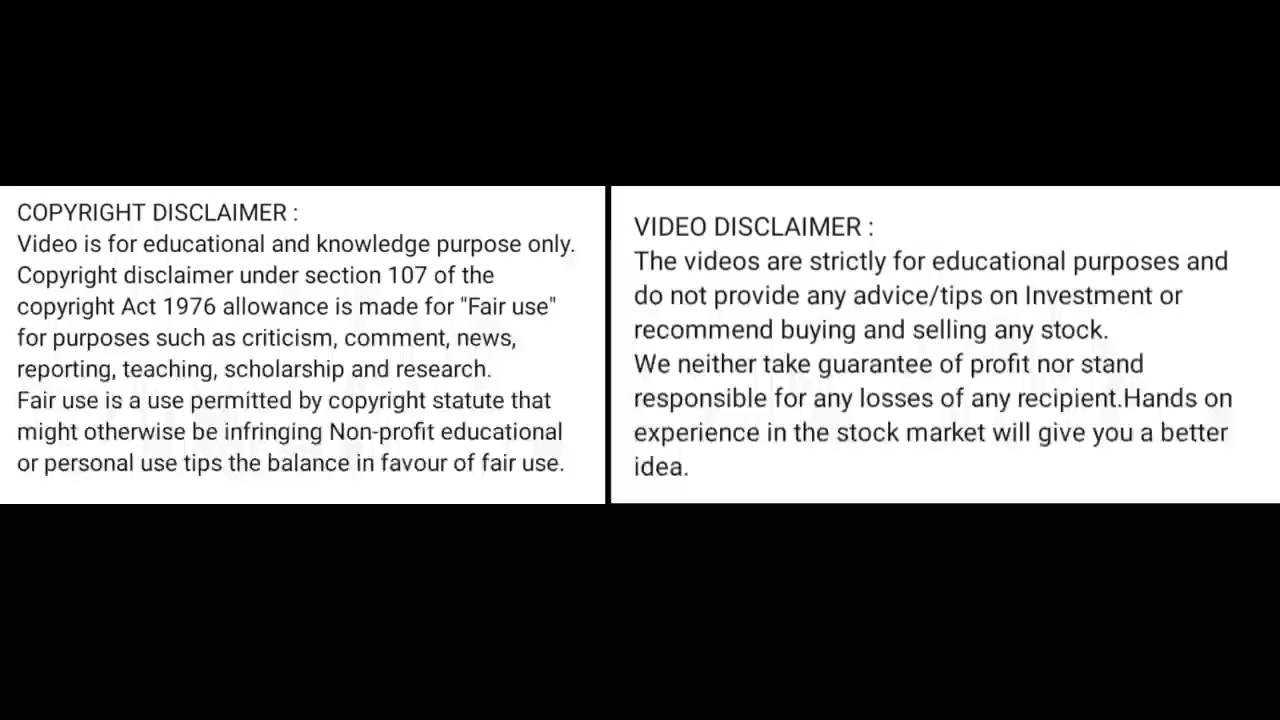 COPYRIGHT DISCLAIMER :
Video is for educational and knowledge purpose only.
Copyright disclaimer under section 107 of the
copyright Act 1976 allowance is made for "Fair use"
for purposes such as criticism, comment, news,
reporting, teaching, scholarship and research.
Fair use is a use permitted by copyright statute that
might otherwise be infringing Non-profit educational
or personal use tips the balance in favour of fair use.
VIDEO DISCLAIMER :
The videos are strictly for educational purposes and
do not provide any advice/tips on Investment or
recommend buying and selling any stock.
We neither take guarantee of profit nor stand
responsible for any losses of any recipient.Hands on
experience in the stock market will give you a better
idea.